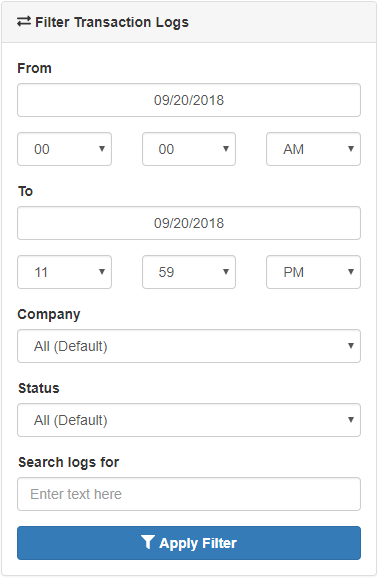 Filter Transaction Logs
From
09/20/2018
00 00 AM
To
09/20/2018
11 59 PM
Company
All (Default)
Status
All (Default)
Search logs for
Enter text here
Apply Filter